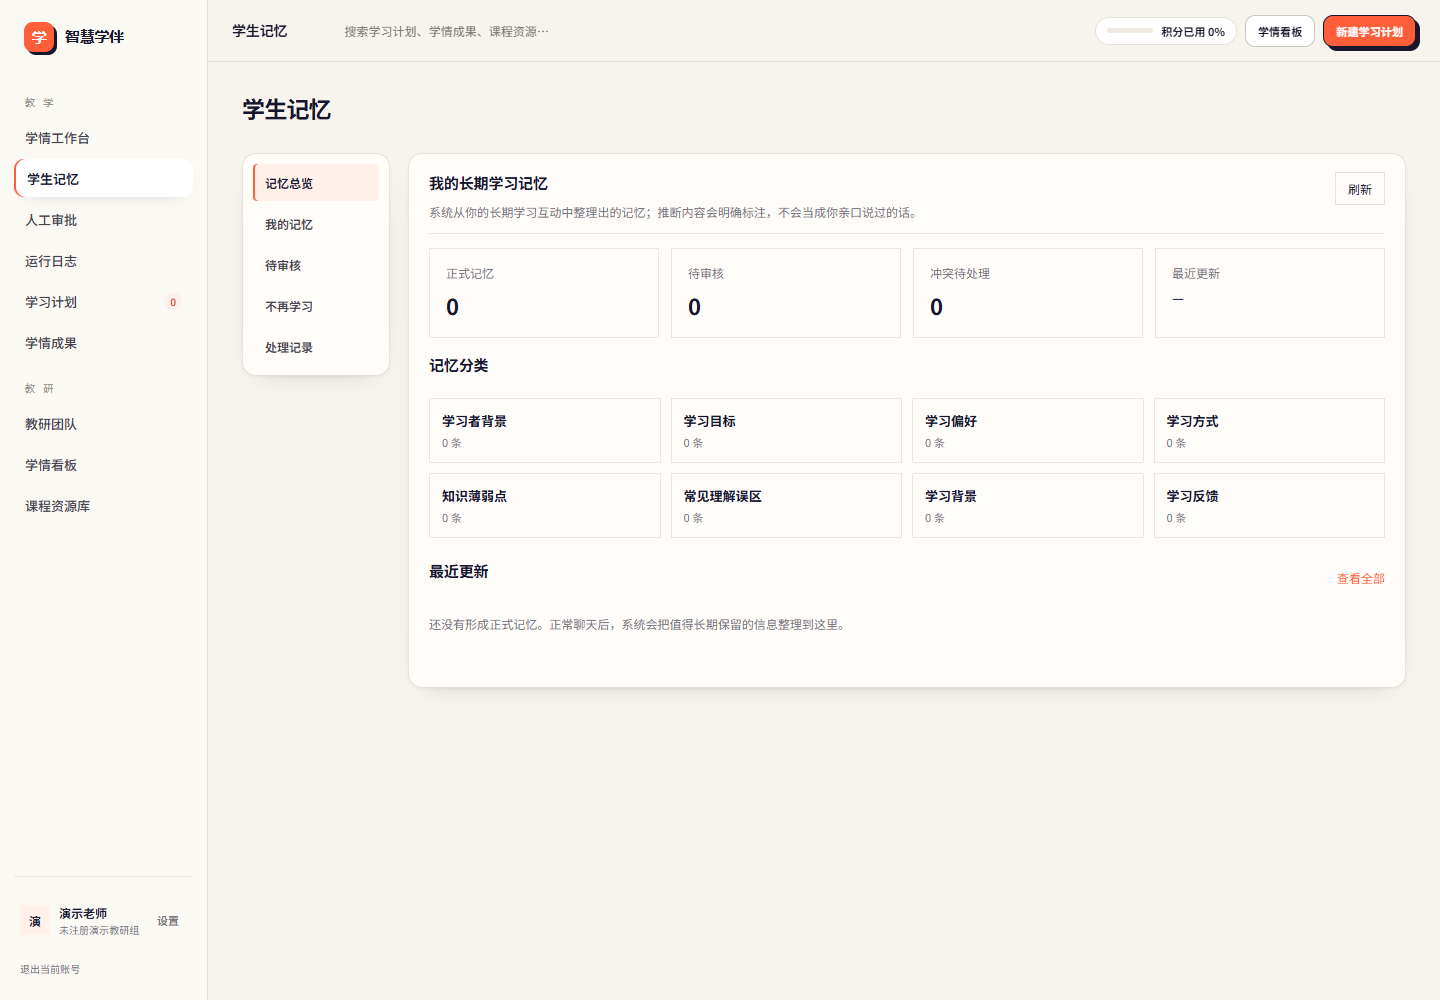 学 智慧学伴
教 学
学情工作台
学生记忆
人工审批
运行日志
学习计划 0
学情成果
教 研
教研团队
学情看板
课程资源库
演 演示老师 设置
未注册演示教研组
退出当前账号
学生记忆 搜索学习计划、学情成果、课程资源… 积分已用 0% 学情看板 新建学习计划
学生记忆
记忆总览
我的记忆
待审核
不再学习
处理记录
我的长期学习记忆 刷新
系统从你的长期学习互动中整理出的记忆；推断内容会明确标注，不会当成你亲口说过的话。
正式记忆 待审核 冲突待处理 最近更新
0 0 0 —
记忆分类
学习者背景 学习目标 学习偏好 学习方式
0 条 0 条 0 条 0 条
知识薄弱点 常见理解误区 学习背景 学习反馈
0 条 0 条 0 条 0 条
最近更新 查看全部
还没有形成正式记忆。正常聊天后，系统会把值得长期保留的信息整理到这里。